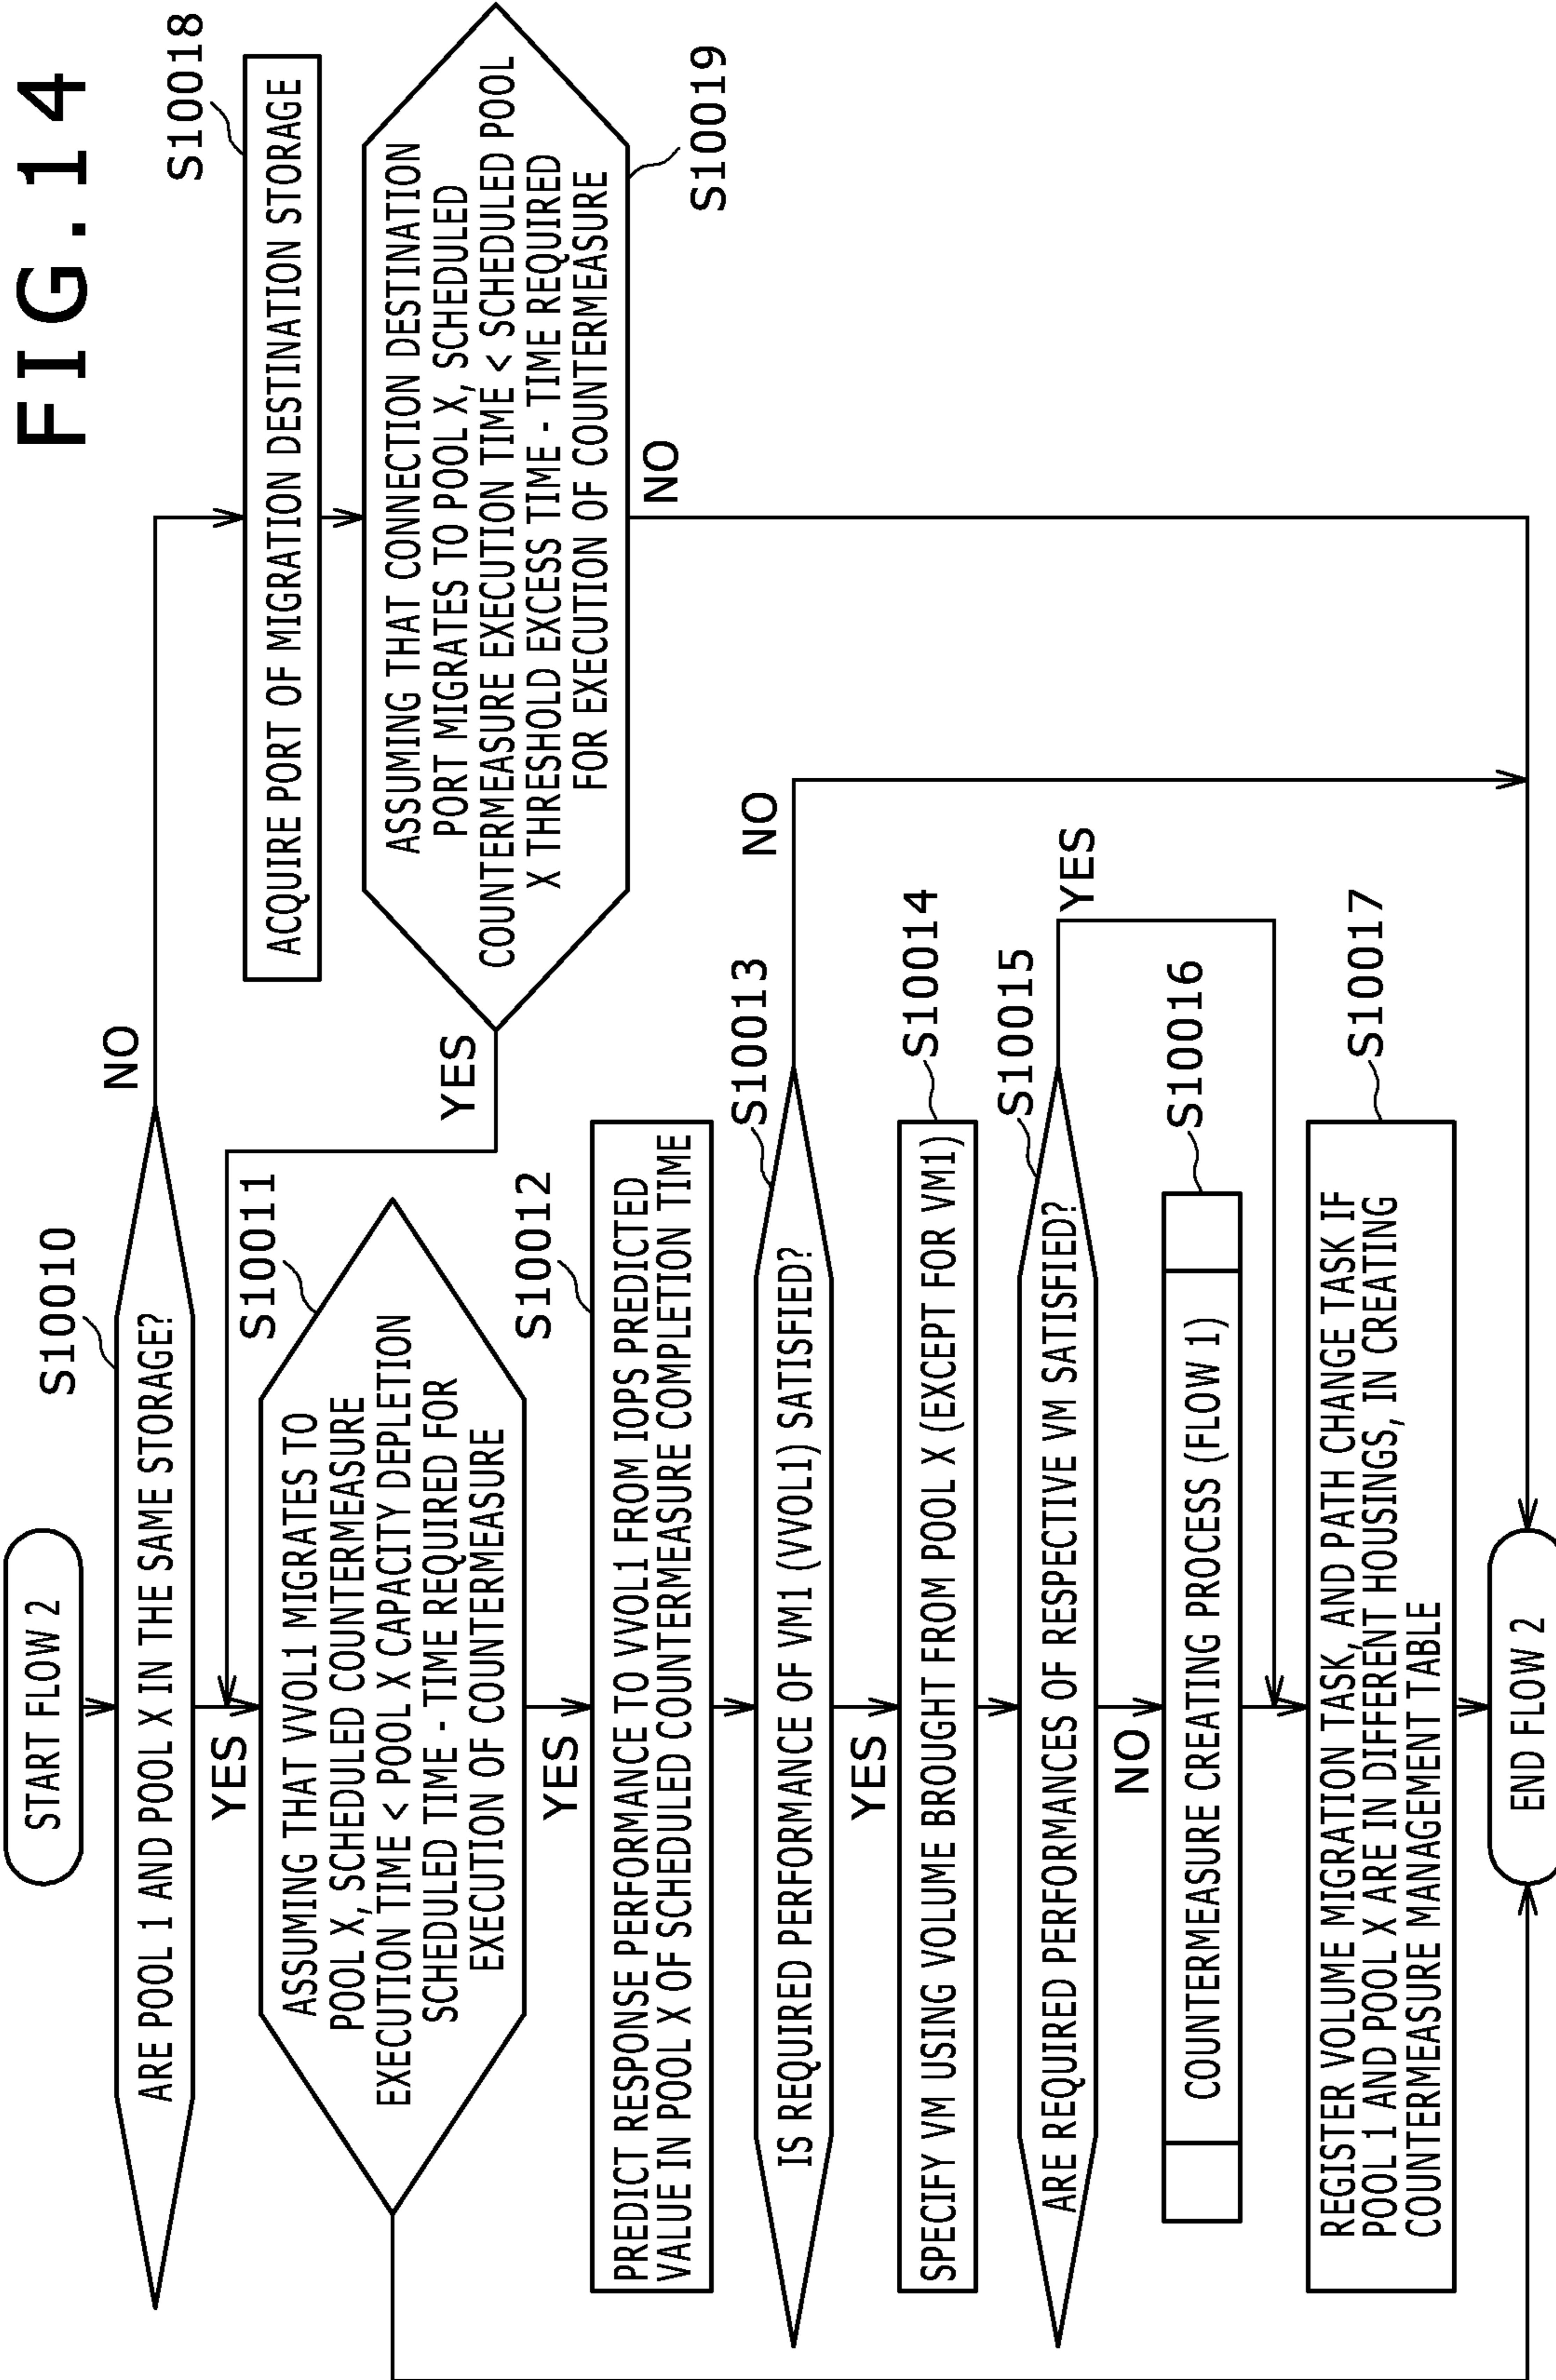 FIG.14
START FLOW 2
S10010
ARE POOL 1 AND POOL X IN THE SAME STORAGE?
NO
YES
S10018
ACQUIRE PORT OF MIGRATION DESTINATION STORAGE
ASSUMING THAT CONNECTION DESTINATION
PORT MIGRATES TO POOL X, SCHEDULED
COUNTERMEASURE EXECUTION TIME < SCHEDULED POOL
X THRESHOLD EXCESS TIME - TIME REQUIRED
FOR EXECUTION OF COUNTERMEASURE
S10019
YES
NO
S10011
ASSUMING THAT VVOL1 MIGRATES TO
POOL X, SCHEDULED COUNTERMEASURE
EXECUTION TIME < POOL X CAPACITY DEPLETION
SCHEDULED TIME - TIME REQUIRED FOR
EXECUTION OF COUNTERMEASURE
YES
S10012
PREDICT RESPONSE PERFORMANCE TO VVOL1 FROM IOPS PREDICTED
VALUE IN POOL X OF SCHEDULED COUNTERMEASURE COMPLETION TIME
S10013
IS REQUIRED PERFORMANCE OF VM1 (VVOL1) SATISFIED?
NO
YES
S10014
SPECIFY VM USING VOLUME BROUGHT FROM POOL X (EXCEPT FOR VM1)
S10015
ARE REQUIRED PERFORMANCES OF RESPECTIVE VM SATISFIED?
YES
NO
S10016
COUNTERMEASURE CREATING PROCESS (FLOW 1)
S10017
REGISTER VOLUME MIGRATION TASK, AND PATH CHANGE TASK IF
POOL 1 AND POOL X ARE IN DIFFERENT HOUSINGS, IN CREATING
COUNTERMEASURE MANAGEMENT TABLE
END FLOW 2